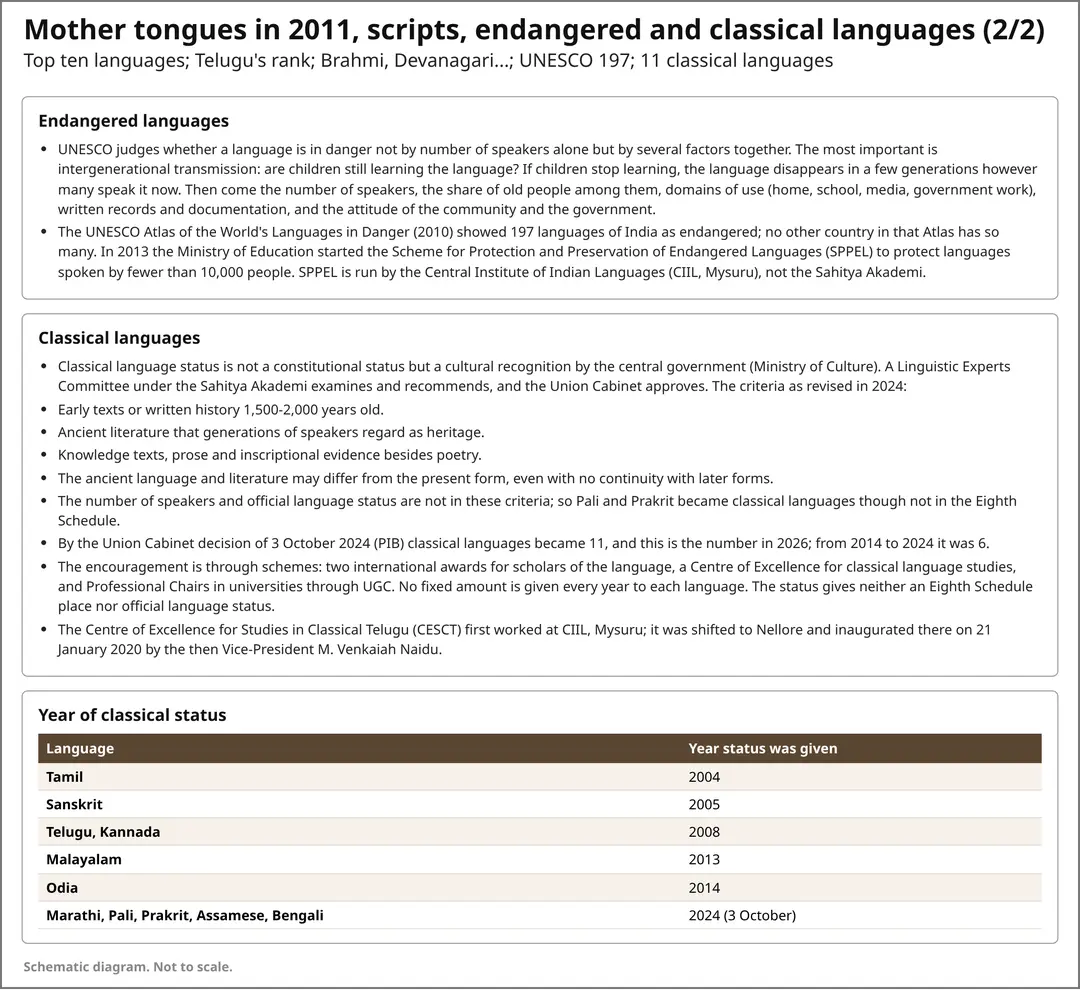 Mother tongues in 2011, scripts, endangered and classical languages (2/2)
Top ten languages; Telugu's rank; Brahmi, Devanagari...; UNESCO 197; 11 classical languages
Endangered languages
• UNESCO judges whether a language is in danger not by number of speakers alone but by several factors together. The most important is
intergenerational transmission: are children still learning the language? If children stop learning, the language disappears in a few generations however
many speak it now. Then come the number of speakers, the share of old people among them, domains of use (home, school, media, government work),
written records and documentation, and the attitude of the community and the government.
• The UNESCO Atlas of the World's Languages in Danger (2010) showed 197 languages of India as endangered; no other country in that Atlas has so
many. In 2013 the Ministry of Education started the Scheme for Protection and Preservation of Endangered Languages (SPPEL) to protect languages
spoken by fewer than 10,000 people. SPPEL is run by the Central Institute of Indian Languages (CIIL, Mysuru), not the Sahitya Akademi.
Classical languages
• Classical language status is not a constitutional status but a cultural recognition by the central government (Ministry of Culture). A Linguistic Experts
Committee under the Sahitya Akademi examines and recommends, and the Union Cabinet approves. The criteria as revised in 2024:
• Early texts or written history 1,500-2,000 years old.
• Ancient literature that generations of speakers regard as heritage.
• Knowledge texts, prose and inscriptional evidence besides poetry.
• The ancient language and literature may differ from the present form, even with no continuity with later forms.
• The number of speakers and official language status are not in these criteria; so Pali and Prakrit became classical languages though not in the Eighth
Schedule.
• By the Union Cabinet decision of 3 October 2024 (PIB) classical languages became 11, and this is the number in 2026; from 2014 to 2024 it was 6.
• The encouragement is through schemes: two international awards for scholars of the language, a Centre of Excellence for classical language studies,
and Professional Chairs in universities through UGC. No fixed amount is given every year to each language. The status gives neither an Eighth Schedule
place nor official language status.
• The Centre of Excellence for Studies in Classical Telugu (CESCT) first worked at CIIL, Mysuru; it was shifted to Nellore and inaugurated there on 21
January 2020 by the then Vice-President M. Venkaiah Naidu.
Year of classical status
Language Year status was given
Tamil 2004
Sanskrit 2005
Telugu, Kannada 2008
Malayalam 2013
Odia 2014
Marathi, Pali, Prakrit, Assamese, Bengali 2024 (3 October)
Schematic diagram. Not to scale.